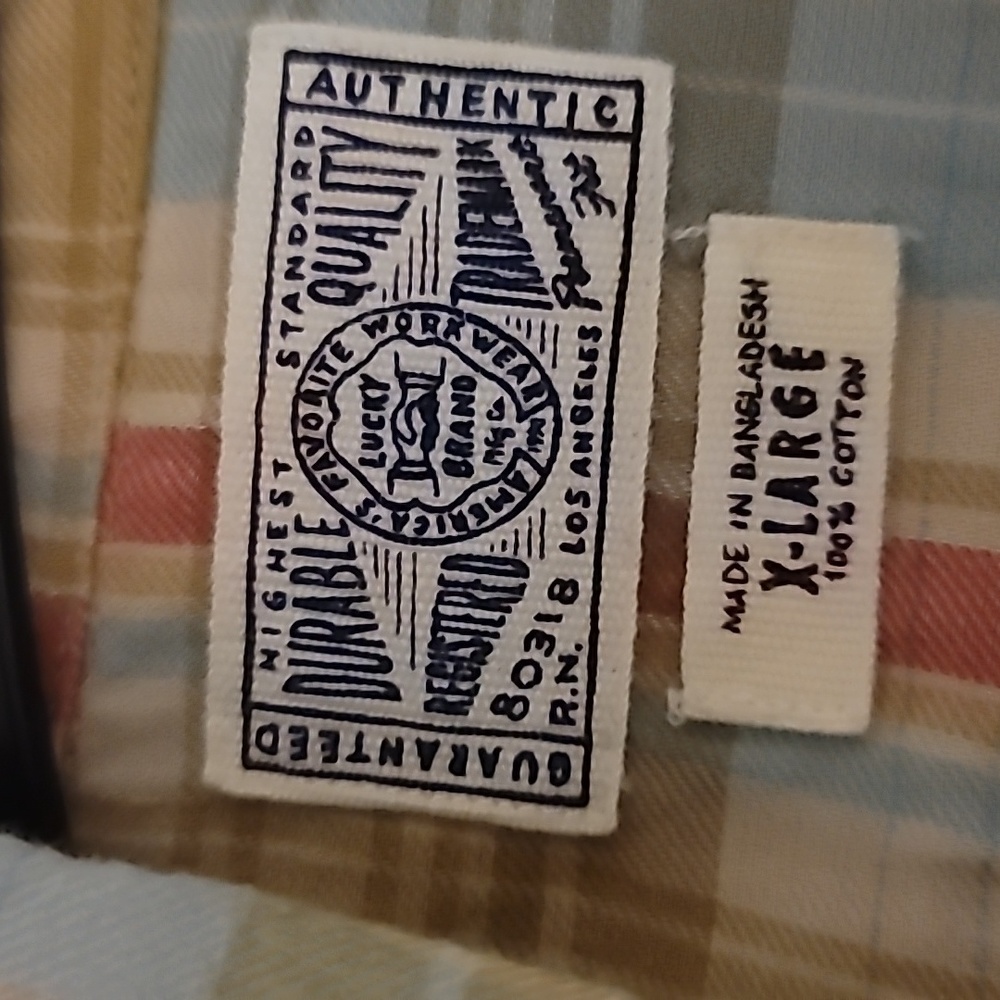 AUTHENTIC
HIGHEST STANDARD
DURABLE QUALITY
REGISTERED TRADEMARK
AMERICA'S FAVORITE WORKWEAR
LUCKY
BRAND
MFG.
80318
R.N. LOS ANGELES
GUARANTEED
MADE IN BANGLADESH
X-LARGE
100% COTTON